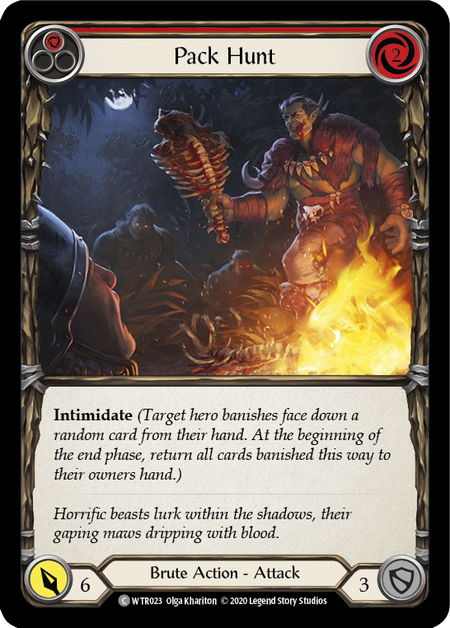 Pack Hunt
2
Intimidate (Target hero banishes face down a
random card from their hand. At the beginning of
the end phase, return all cards banished this way to
their owners hand.)
Horrific beasts lurk within the shadows, their
gaping maws dripping with blood.
6
Brute Action - Attack
3
C WTR023 Olga Khariton © 2020 Legend Story Studios